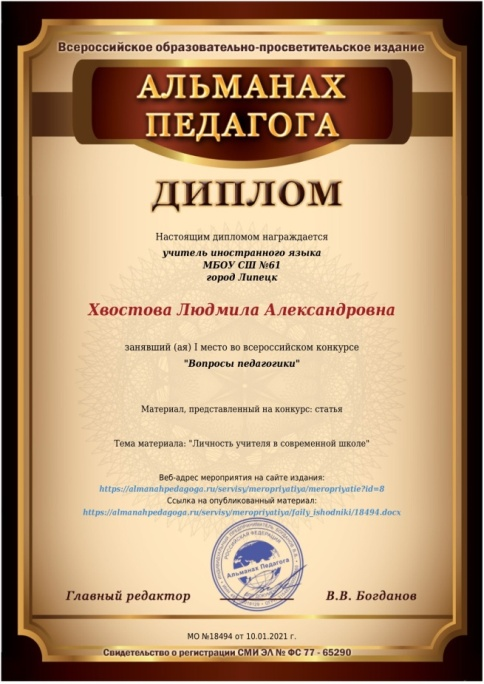 Всероссийское образовательно-просветительское издание
АЛЬМАНАХ
ПЕДАГОГА
ДИПЛОМ
Настоящим дипломом награждается
учитель иностранного языка
МБОУ СШ №61
город Липецк
Хвостова Людмила Александровна
занявший (ая) I место во всероссийском конкурсе
"Вопросы педагогики"
Материал, представленный на конкурс: статья
Тема материала: "Личность учителя в современной школе"
Веб-адрес мероприятия на сайте издания:
https://almanahpedagoga.ru/servisy/meropriyatiya/meropriyatie?id=8
Ссылка на опубликованный материал:
https://almanahpedagoga.ru/servisy/meropriyatiya/faily_ishodniki/18494.docx
РОССИЙСКАЯ ФЕДЕРАЦИЯ
Альманах Педагога
Главный редактор
В.В. Богданов
МО №18494 от 10.01.2021 г.
Свидетельство о регистрации СМИ ЭЛ № ФС 77 - 65290